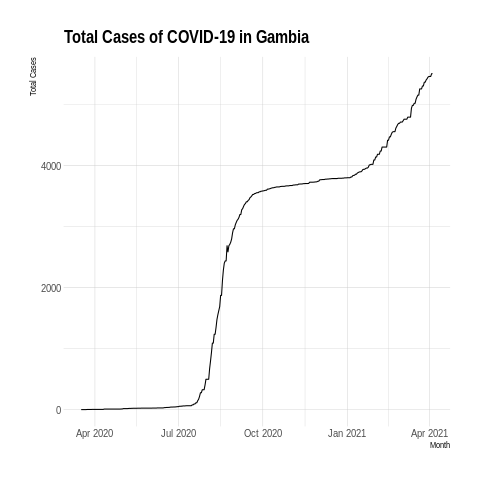 Total Cases of COVID-19 in Gambia
Total Cases
4000
2000
0
Apr 2020 Jul 2020 Oct 2020 Jan 2021 Apr 2021
Month